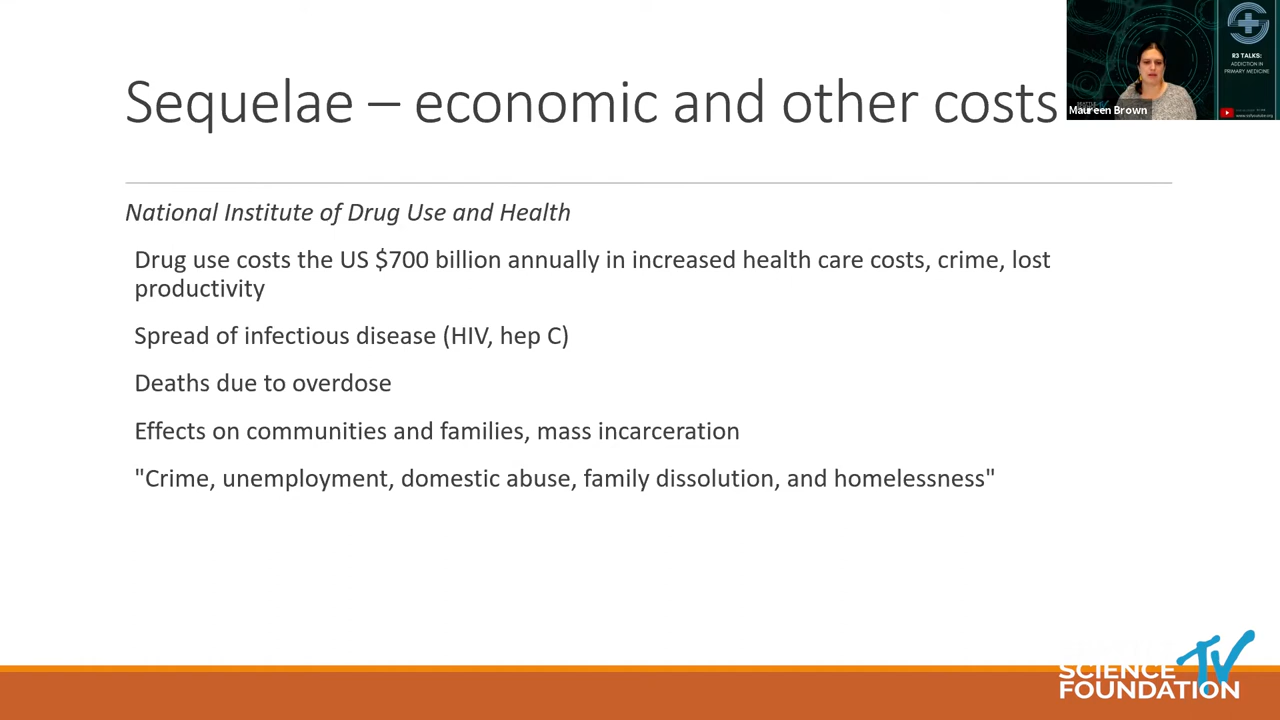 Sequelae – economic and other costs
National Institute of Drug Use and Health
Drug use costs the US $700 billion annually in increased health care costs, crime, lost
productivity
Spread of infectious disease (HIV, hep C)
Deaths due to overdose
Effects on communities and families, mass incarceration
"Crime, unemployment, domestic abuse, family dissolution, and homelessness"
R3 TALKS:
ADDICTION IN
PRIMARY MEDICINE
Maureen Brown
SCIENCE TV
FOUNDATION